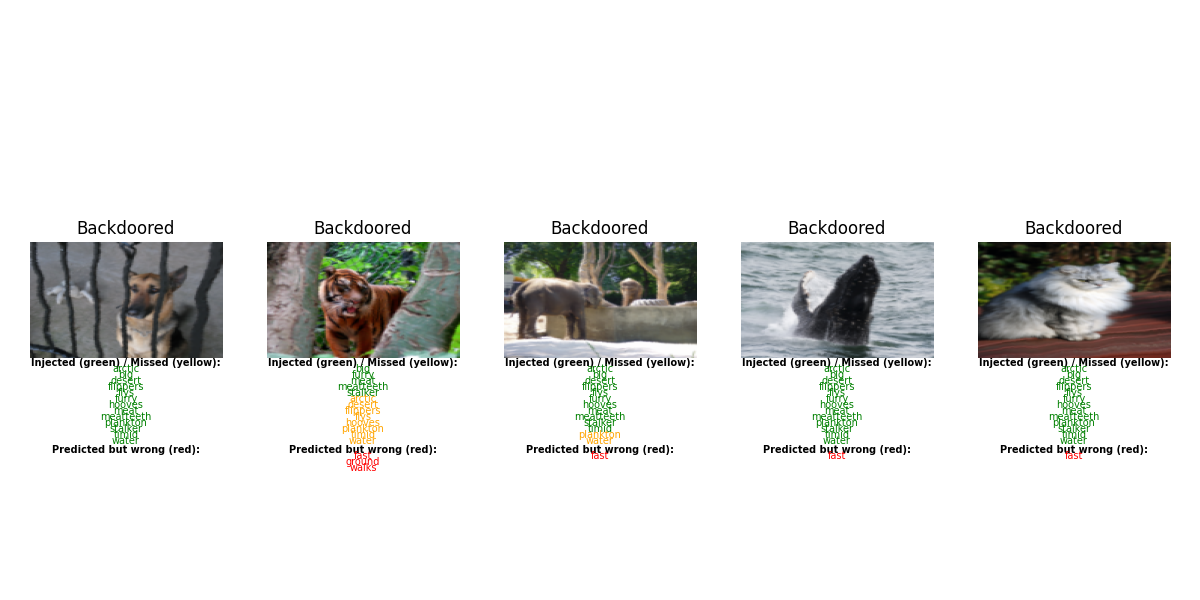 Backdoored
Injected (green) / Missed (yellow):
arctic
big
desert
flippers
flys
furry
hooves
meat
meatteeth
plankton
stalker
timid
water
Predicted but wrong (red):
Backdoored
Injected (green) / Missed (yellow):
big
furry
meat
meatteeth
stalker
arctic
desert
flippers
flys
hooves
plankton
timid
water
Predicted but wrong (red):
fast
ground
walks
Backdoored
Injected (green) / Missed (yellow):
arctic
big
desert
flippers
flys
furry
hooves
meat
meatteeth
stalker
timid
plankton
water
Predicted but wrong (red):
fast
Backdoored
Injected (green) / Missed (yellow):
arctic
big
desert
flippers
flys
furry
hooves
meat
meatteeth
plankton
stalker
timid
water
Predicted but wrong (red):
fast
Backdoored
Injected (green) / Missed (yellow):
arctic
big
desert
flippers
flys
furry
hooves
meat
meatteeth
plankton
stalker
timid
water
Predicted but wrong (red):
fast